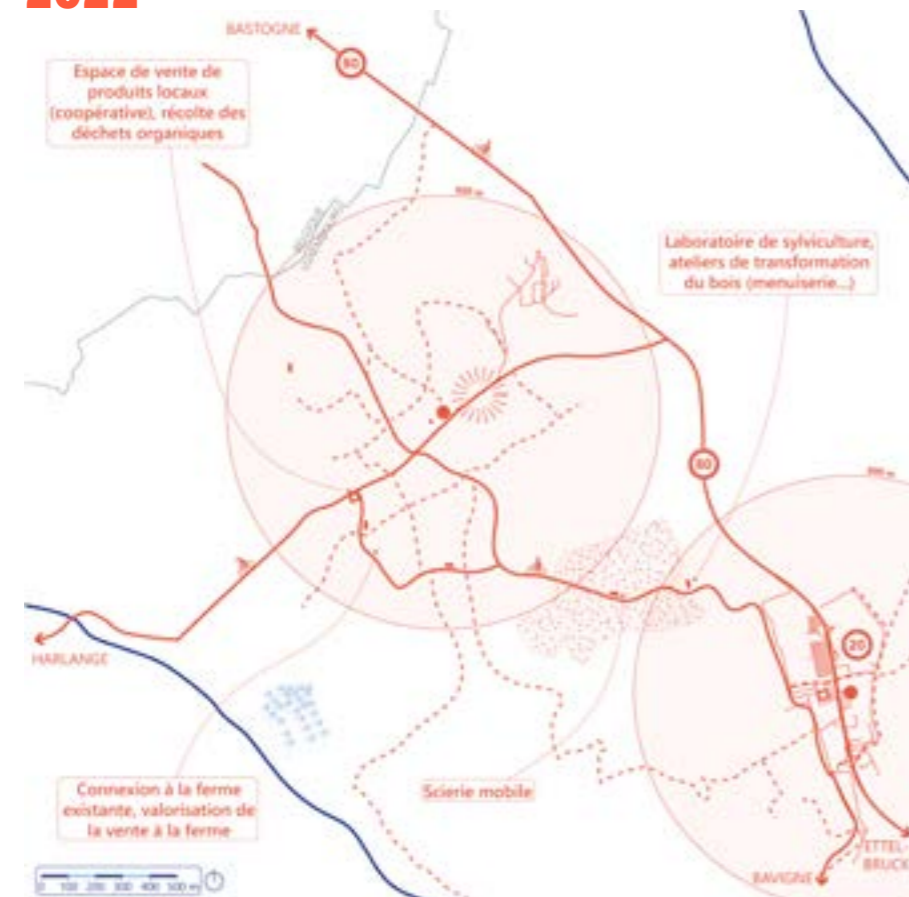 2022
BASTOGNE
Espace de vente de
produits locaux
(coopérative), récolte des
déchets organiques
Laboratoire de sylviculture,
ateliers de transformation
du bois (menuiserie...)
20
HARLANGE
Connexion à la ferme
existante, valorisation de
la vente à la ferme
Scierie mobile
ETTEL-
BRUCK
BAVIGNE
0 100 200 300 400 500 m